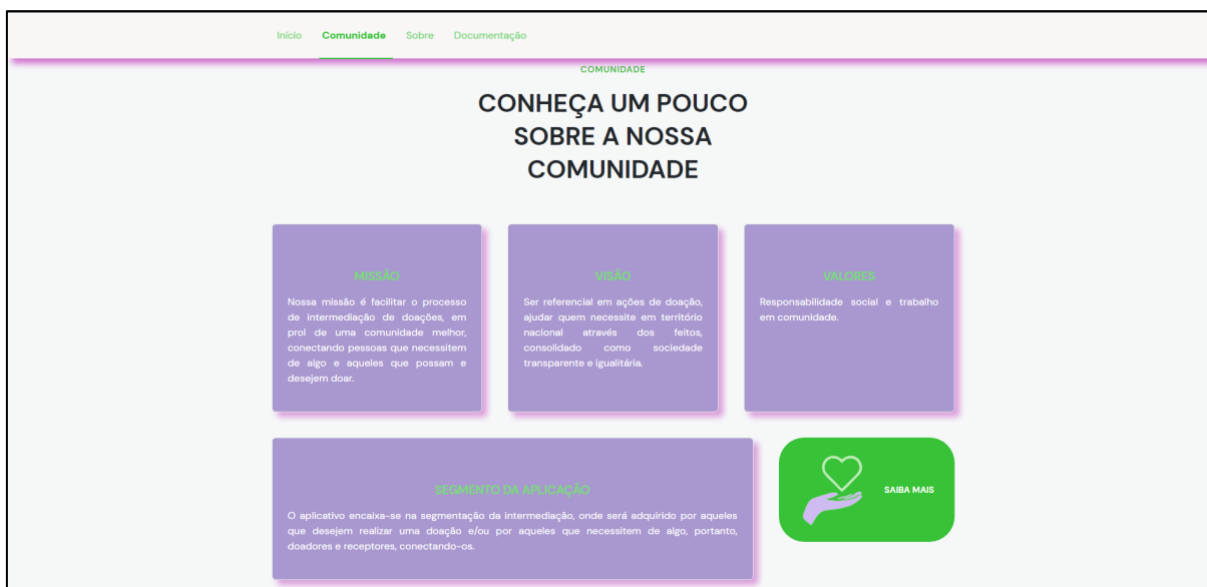 Início Comunidade Sobre Documentação
COMUNIDADE
CONHEÇA UM POUCO
SOBRE A NOSSA
COMUNIDADE
MISSÃO
Nossa missão é facilitar o processo
de intermediação de doações, em
prol de uma comunidade melhor,
conectando pessoas que necessitem
de algo e aqueles que possam e
desejem doar.
VISÃO
Ser referencial em ações de doação,
ajudar quem necessite em território
nacional através dos feitos,
consolidado como sociedade
transparente e igualitária.
VALORES
Responsabilidade social e trabalho
em comunidade.
SEGMENTO DA APLICAÇÃO
O aplicativo encaixa-se na segmentação da intermediação, onde será adquirido por aqueles
que desejem realizar uma doação e/ou por aqueles que necessitem de algo, portanto,
doadores e receptores, conectando-os.
SAIBA MAIS